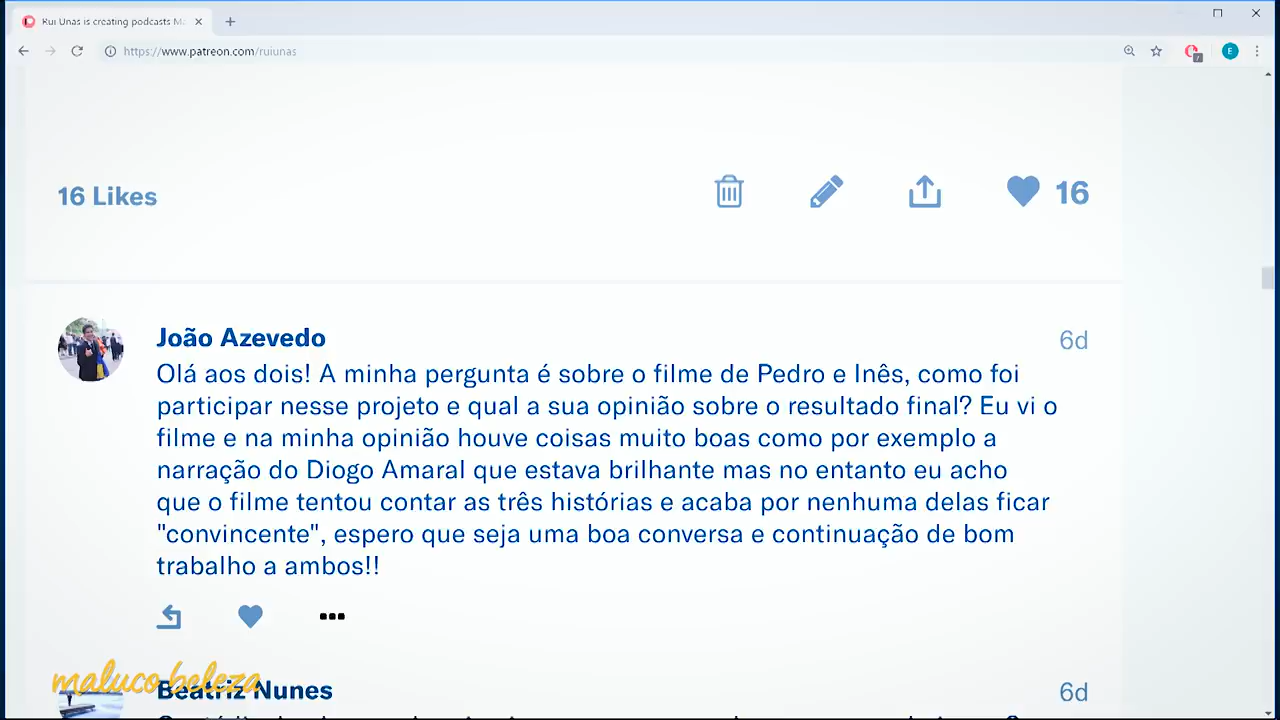 Rui Unas is creating podcasts Ma
https://www.patreon.com/ruiunas
E
16 Likes
16
João Azevedo
6d
Olá aos dois! A minha pergunta é sobre o filme de Pedro e Inês, como foi
participar nesse projeto e qual a sua opinião sobre o resultado final? Eu vi o
filme e na minha opinião houve coisas muito boas como por exemplo a
narração do Diogo Amaral que estava brilhante mas no entanto eu acho
que o filme tentou contar as três histórias e acaba por nenhuma delas ficar
"convincente", espero que seja uma boa conversa e continuação de bom
trabalho a ambos!!
maluco beleza
Beatriz Nunes
6d